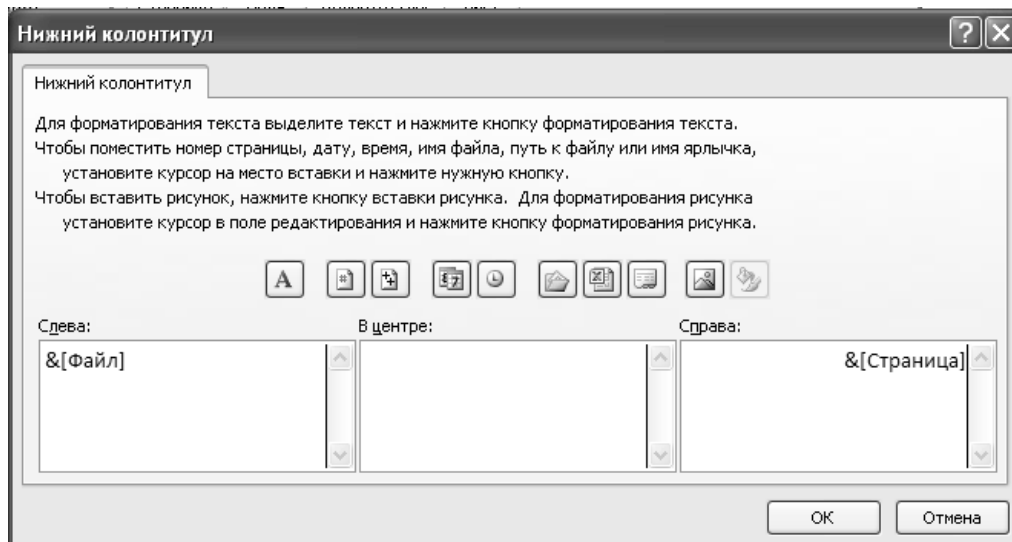 Нижний колонтитул
Нижний колонтитул
Для форматирования текста выделите текст и нажмите кнопку форматирования текста.
Чтобы поместить номер страницы, дату, время, имя файла, путь к файлу или имя ярлычка,
установите курсор на место вставки и нажмите нужную кнопку.
Чтобы вставить рисунок, нажмите кнопку вставки рисунка. Для форматирования рисунка
установите курсор в поле редактирования и нажмите кнопку форматирования рисунка.
A
Слева: В центре: Справа:
&[Файл] &[Страница]
ОК Отмена